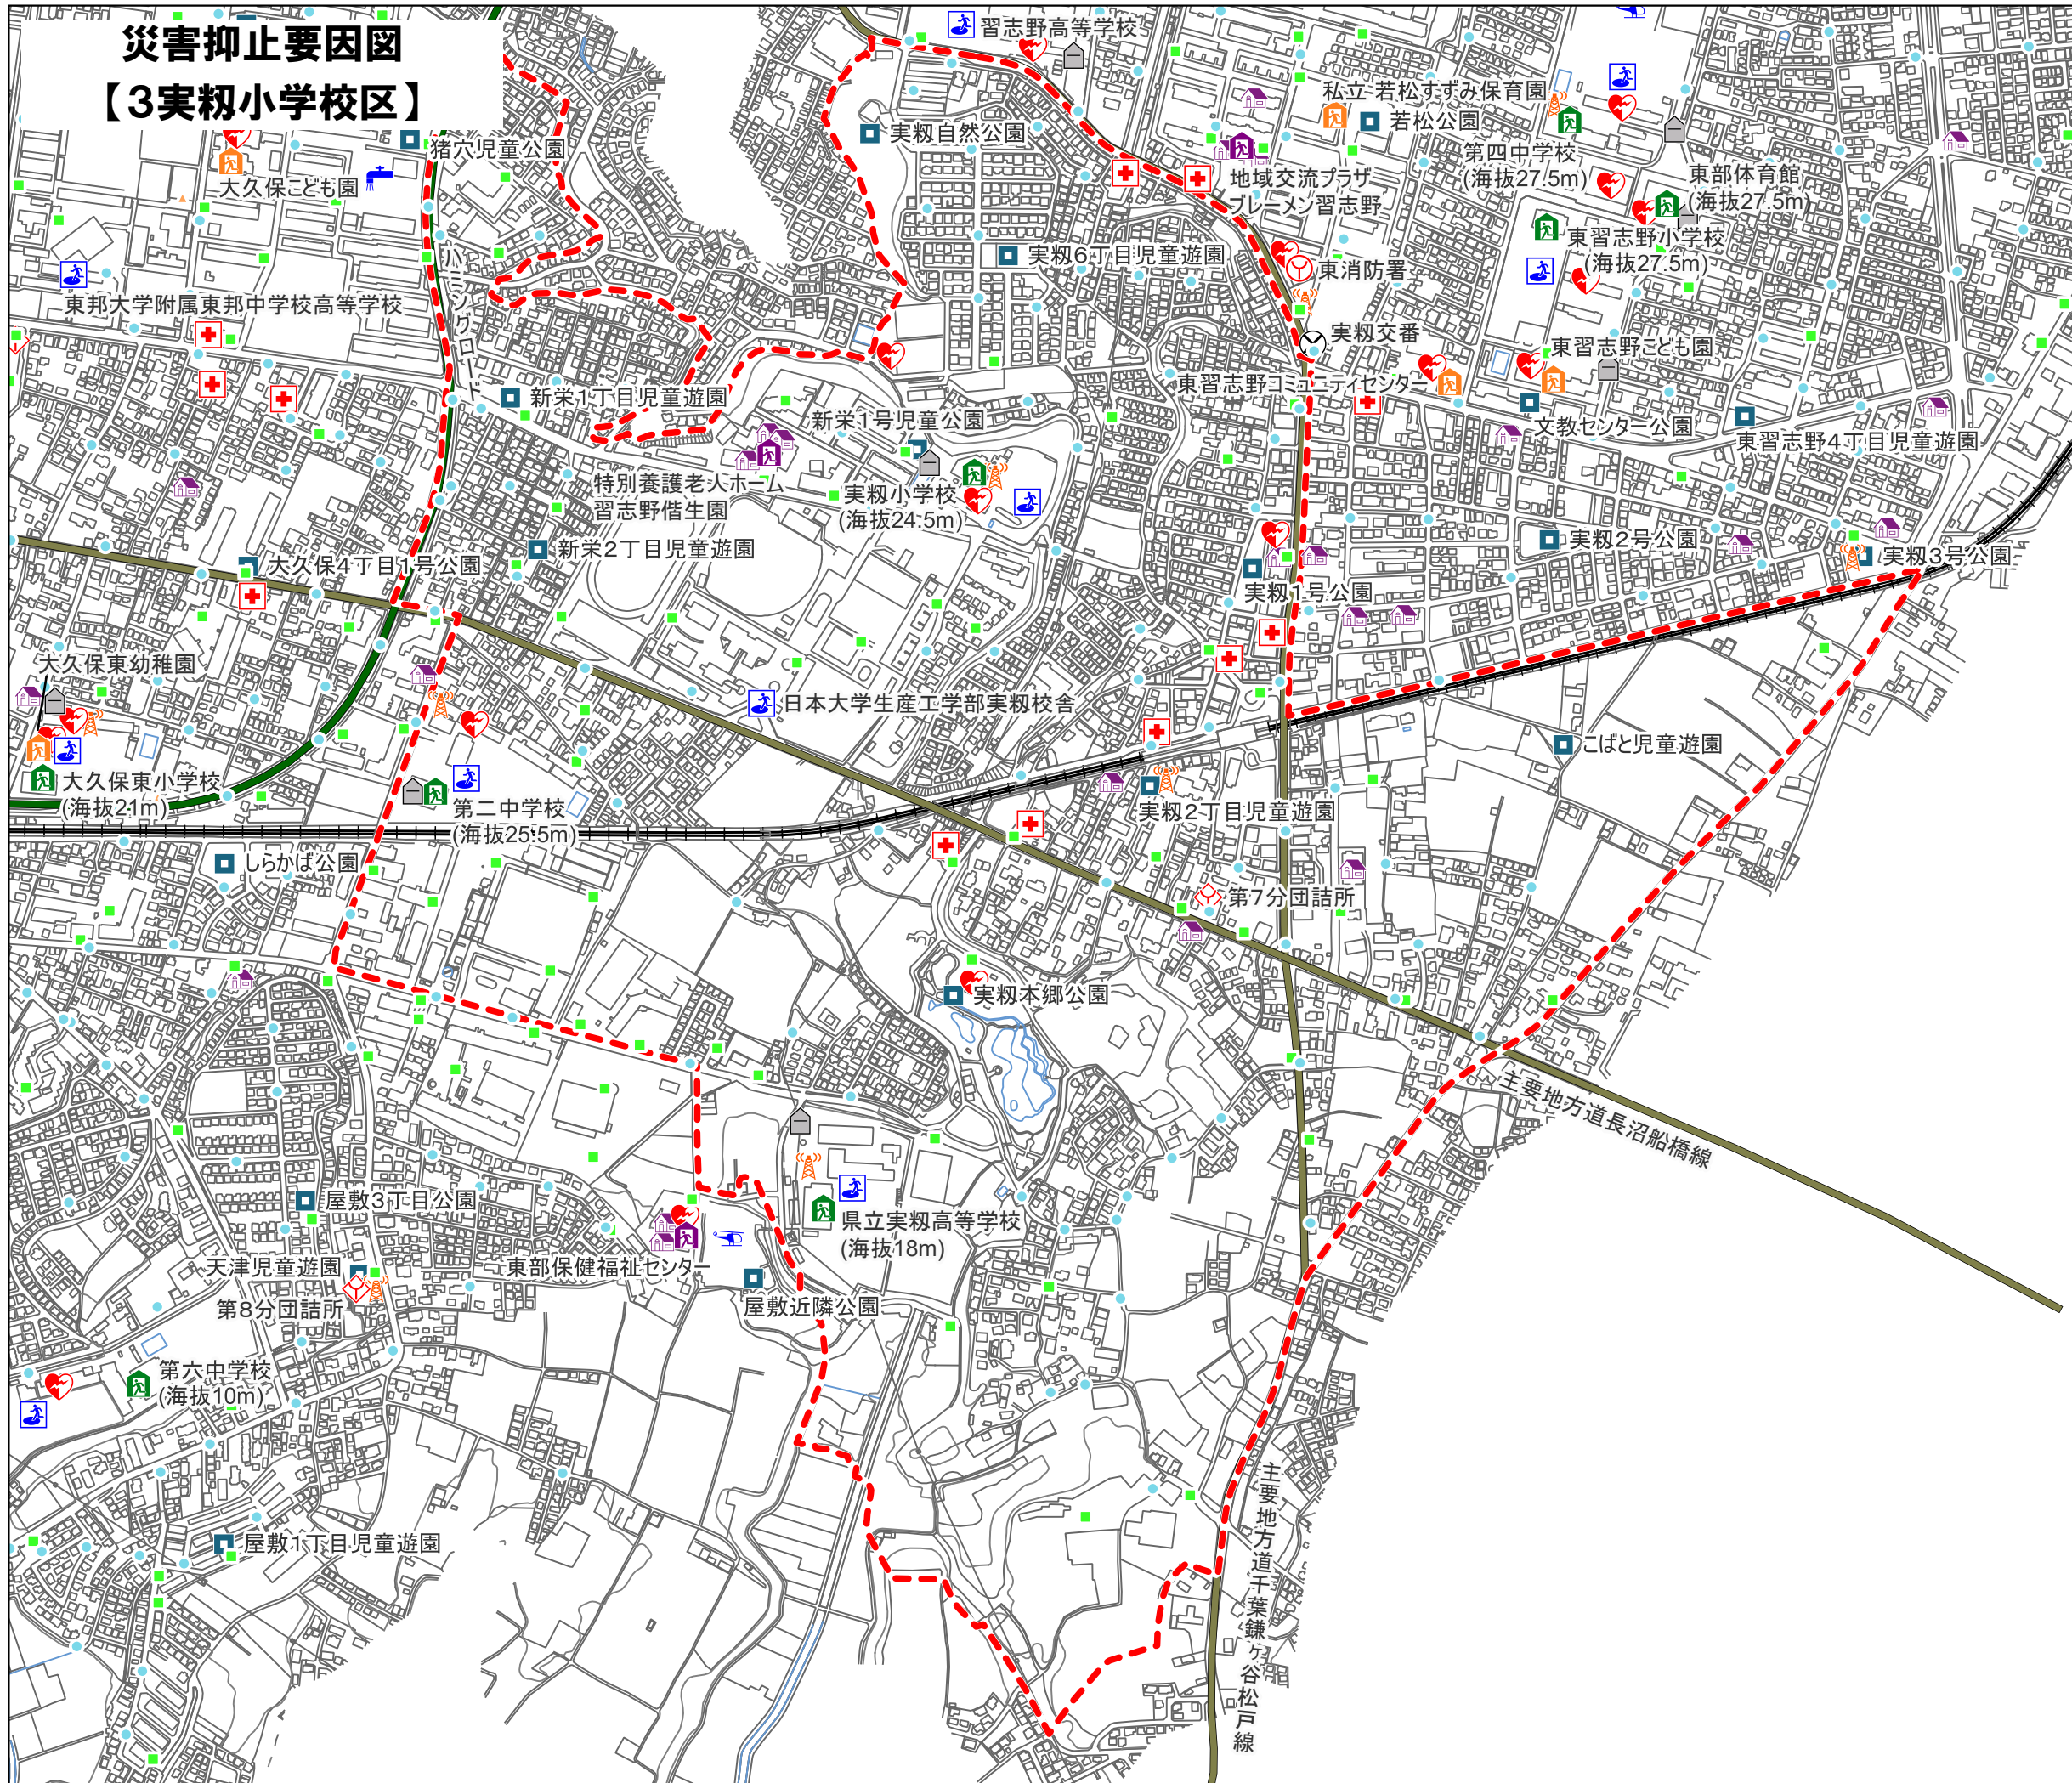 災害抑止要因図
【3実籾小学校区】
習志野高等学校
私立 若松すずみ保育園
若松公園
実籾自然公園
猪穴児童公園
大久保こども園
第四中学校
(海抜27.5m)
東部体育館
(海抜27.5m)
地域交流プラザ
ブレーメン習志野
東習志野小学校
(海抜27.5m)
実籾6丁目児童遊園
東消防署
ハミングロード
東邦大学附属東邦中学校高等学校
実籾交番
東習志野こども園
東習志野コミュニティセンター
新栄1丁目児童遊園
新栄1号児童公園
文教センター公園
東習志野4丁目児童遊園
特別養護老人ホーム
習志野偕生園
実籾小学校
(海抜24.5m)
新栄2丁目児童遊園
実籾2号公園
実籾3号公園
大久保4丁目1号公園
実籾1号公園
大久保東幼稚園
日本大学生産工学部実籾校舎
こばと児童遊園
大久保東小学校
(海抜21m)
第二中学校
(海抜25.5m)
実籾2丁目児童遊園
しらかば公園
第7分団詰所
実籾本郷公園
主要地方道長沼船橋線
屋敷3丁目公園
県立実籾高等学校
(海抜18m)
天津児童遊園
東部保健福祉センター
第8分団詰所
屋敷近隣公園
第六中学校
(海抜10m)
主要地方道千葉鎌ヶ谷松戸線
屋敷1丁目児童遊園